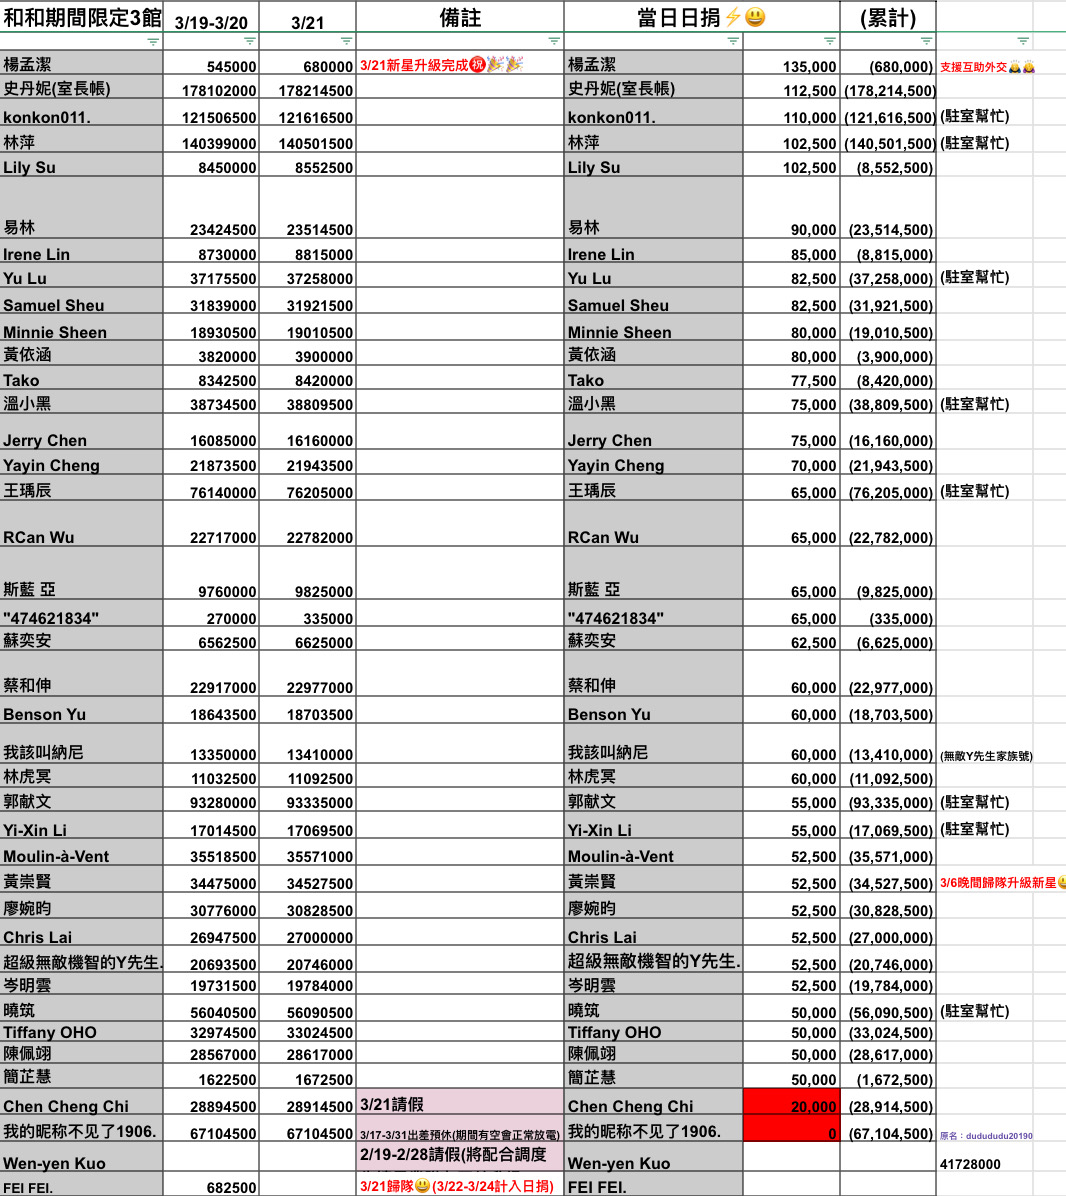 和和期間限定3館 3/19-3/20 3/21 備註 當日日捐⚡😃 (累計)
楊孟潔 545000 680000 3/21新星升級完成㊗️🎉🎉 楊孟潔 135,000 (680,000) 支援互助外交
史丹妮(室長帳) 178102000 178214500 史丹妮(室長帳) 112,500 (178,214,500)
konkon011. 121506500 121616500 konkon011. 110,000 (121,616,500) (駐室幫忙)
林萍 140399000 140501500 林萍 102,500 (140,501,500) (駐室幫忙)
Lily Su 8450000 8552500 Lily Su 102,500 (8,552,500)
易林 23424500 23514500 易林 90,000 (23,514,500)
Irene Lin 8730000 8815000 Irene Lin 85,000 (8,815,000)
Yu Lu 37175500 37258000 Yu Lu 82,500 (37,258,000) (駐室幫忙)
Samuel Sheu 31839000 31921500 Samuel Sheu 82,500 (31,921,500)
Minnie Sheen 18930500 19010500 Minnie Sheen 80,000 (19,010,500)
黃依涵 3820000 3900000 黃依涵 80,000 (3,900,000)
Tako 8342500 8420000 Tako 77,500 (8,420,000)
溫小黑 38734500 38809500 溫小黑 75,000 (38,809,500) (駐室幫忙)
Jerry Chen 16085000 16160000 Jerry Chen 75,000 (16,160,000)
Yayin Cheng 21873500 21943500 Yayin Cheng 70,000 (21,943,500)
王瑀辰 76140000 76205000 王瑀辰 65,000 (76,205,000) (駐室幫忙)
RCan Wu 22717000 22782000 RCan Wu 65,000 (22,782,000)
斯藍 亞 9760000 9825000 斯藍 亞 65,000 (9,825,000)
"474621834" 270000 335000 "474621834" 65,000 (335,000)
蘇奕安 6562500 6625000 蘇奕安 62,500 (6,625,000)
蔡和伸 22917000 22977000 蔡和伸 60,000 (22,977,000)
Benson Yu 18643500 18703500 Benson Yu 60,000 (18,703,500)
我該叫納尼 13350000 13410000 我該叫納尼 60,000 (13,410,000) (無敵Y先生家族號)
林虎冥 11032500 11092500 林虎冥 60,000 (11,092,500)
郭献文 93280000 93335000 郭献文 55,000 (93,335,000) (駐室幫忙)
Yi-Xin Li 17014500 17069500 Yi-Xin Li 55,000 (17,069,500) (駐室幫忙)
Moulin-à-Vent 35518500 35571000 Moulin-à-Vent 52,500 (35,571,000)
黃崇賢 34475000 34527500 黃崇賢 52,500 (34,527,500) 3/6晚間歸隊升級新星😃
廖婉昀 30776000 30828500 廖婉昀 52,500 (30,828,500)
Chris Lai 26947500 27000000 Chris Lai 52,500 (27,000,000)
超級無敵機智的Y先生. 20693500 20746000 超級無敵機智的Y先生. 52,500 (20,746,000)
岑明雲 19731500 19784000 岑明雲 52,500 (19,784,000)
曉筑 56040500 56090500 曉筑 50,000 (56,090,500) (駐室幫忙)
Tiffany OHO 32974500 33024500 Tiffany OHO 50,000 (33,024,500)
陳佩翊 28567000 28617000 陳佩翊 50,000 (28,617,000)
簡芷慧 1622500 1672500 簡芷慧 50,000 (1,672,500)
Chen Cheng Chi 28894500 28914500 3/21請假 Chen Cheng Chi 20,000 (28,914,500)
我的昵称不见了1906. 67104500 67104500 3/17-3/31出差預休(期間有空會正常放電) 我的昵称不见了1906. 0 (67,104,500) 原名：dudududu20190
Wen-yen Kuo 2/19-2/28請假(將配合調度 Wen-yen Kuo 41728000
FEI FEI. 682500 3/21歸隊😃(3/22-3/24計入日捐) FEI FEI.